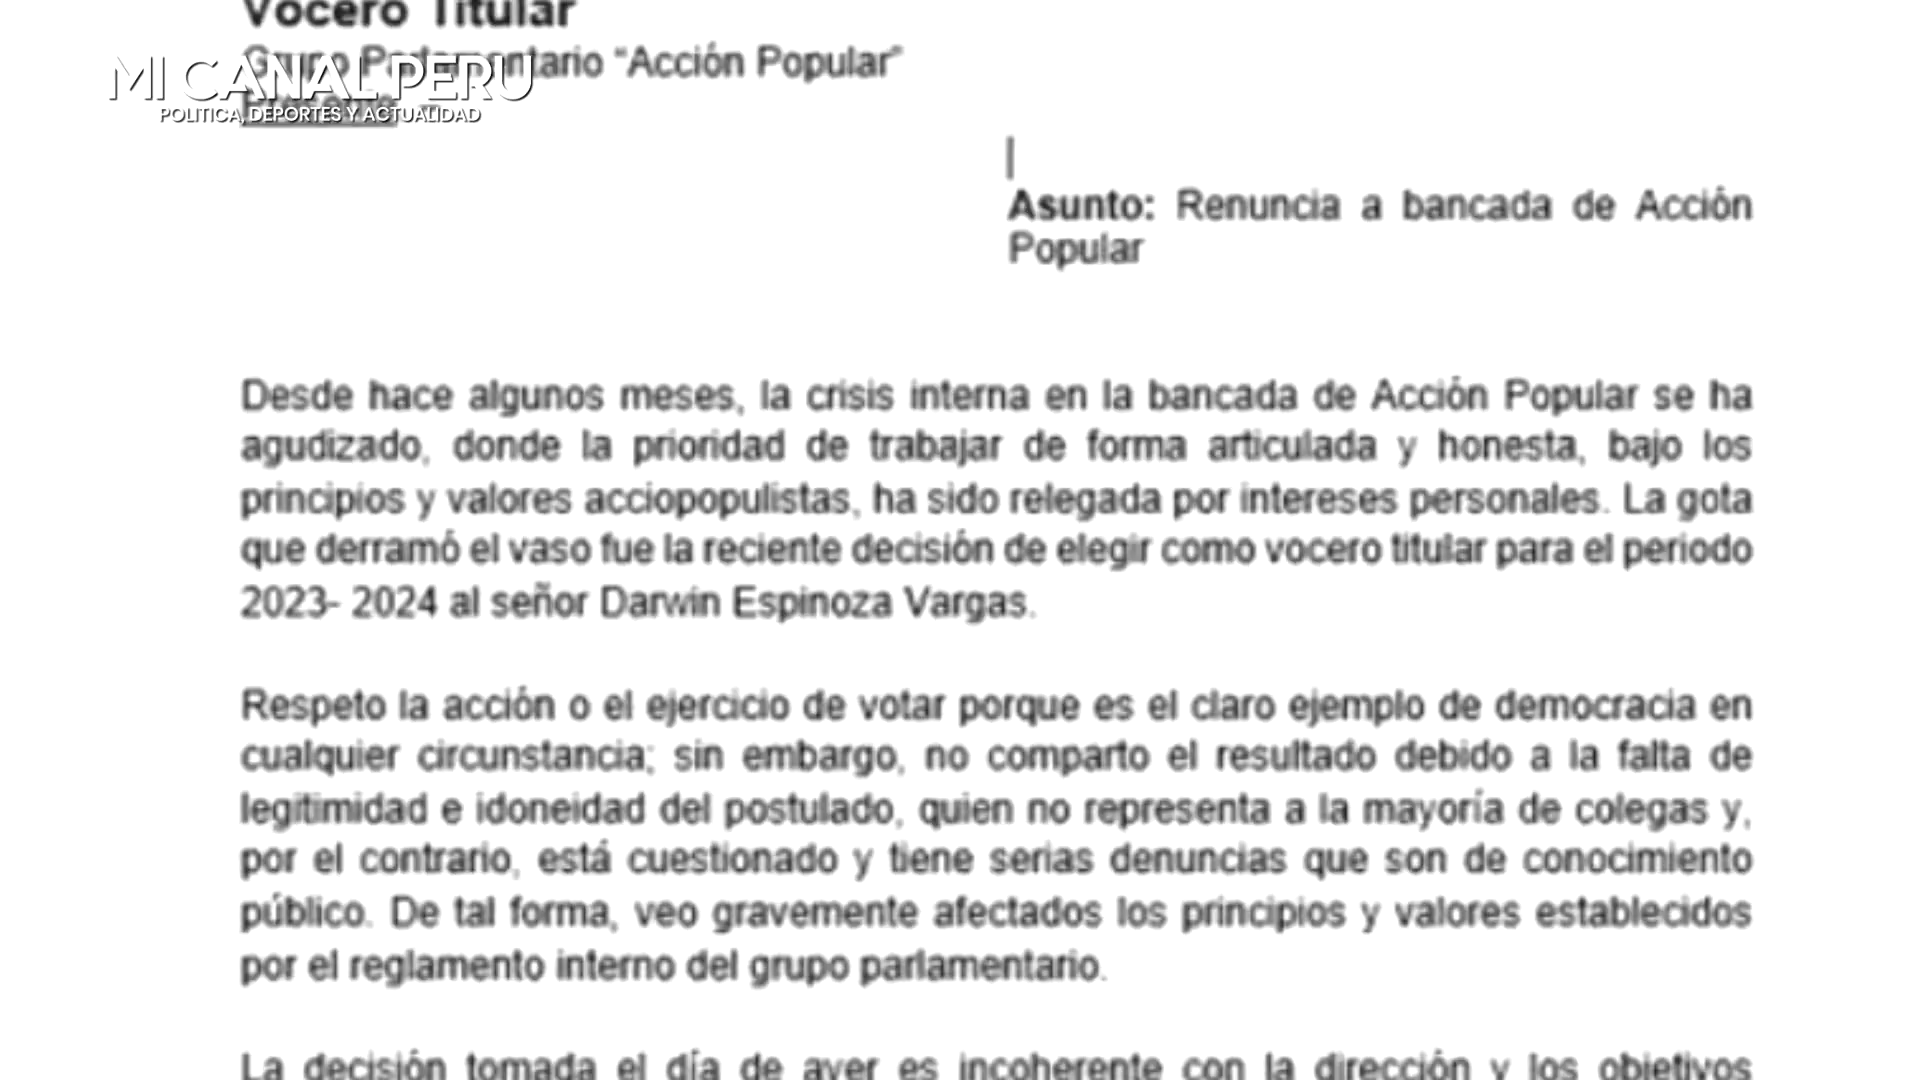 Vocero Titular
Grupo Parlamentario “Acción Popular”
MI CANAL PERU
Presente. –
POLITICA, DEPORTES Y ACTUALIDAD
Asunto: Renuncia a bancada de Acción
Popular
Desde hace algunos meses, la crisis interna en la bancada de Acción Popular se ha
agudizado, donde la prioridad de trabajar de forma articulada y honesta, bajo los
principios y valores acciopopulistas, ha sido relegada por intereses personales. La gota
que derramó el vaso fue la reciente decisión de elegir como vocero titular para el periodo
2023- 2024 al señor Darwin Espinoza Vargas.
Respeto la acción o el ejercicio de votar porque es el claro ejemplo de democracia en
cualquier circunstancia; sin embargo, no comparto el resultado debido a la falta de
legitimidad e idoneidad del postulado, quien no representa a la mayoría de colegas y,
por el contrario, está cuestionado y tiene serias denuncias que son de conocimiento
público. De tal forma, veo gravemente afectados los principios y valores establecidos
por el reglamento interno del grupo parlamentario.
La decisión tomada el día de ayer es incoherente con la dirección y los objetivos